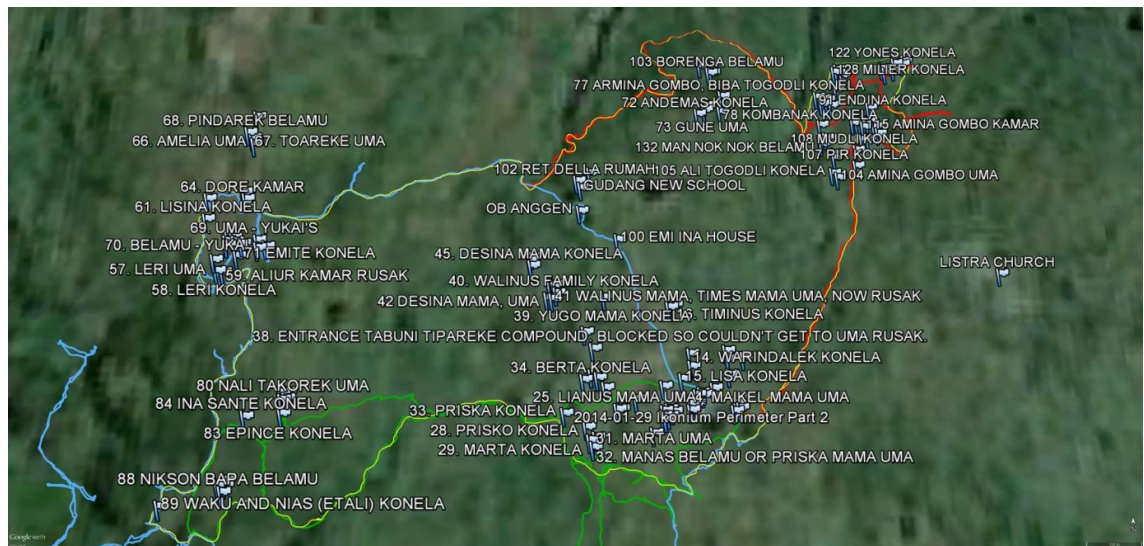 122 YONES KONELA
103 BORENGA BELAMU
128 MILIER KONELA
77 ARMINA GOMBO, BIBA TOGODLI KONELA
72 ANDEMAS KONELA
ENDINA KONELA
78 KOMBANAK KONELA
68. PINDAREK BELAMU
73 GUNE UMA
115 AMINA GOMBO KAMAR
66. AMELIA UMA
67. TOAREKE UMA
108 MUDLI KONELA
132 MAN NOK NOK BELAMU
107 PIR KONELA
102 RET DELLA RUMAH
105 ALI TOGODLI KONELA
104 AMINA GOMBO UMA
64. DORE KAMAR
GUDANG NEW SCHOOL
61. LISINA KONELA
OB ANGGEN
69. UMA - YUKAI'S
100 EMI INA HOUSE
70. BELAMU - YUKAI
71 EMITE KONELA
45. DESINA MAMA KONELA
LISTRA CHURCH
57. LERI UMA
59. ALIUR KAMAR RUSAK
40. WALINUS FAMILY KONELA
58. LERI KONELA
42 DESINA MAMA, UMA
41 WALINUS MAMA, TIMES MAMA UMA, NOW RUSAK
39. YUGO MAMA KONELA
TIMINUS KONELA
38. ENTRANCE TABUNI TIPAREKE COMPOUND, BLOCKED SO COULDN'T GET TO UMA RUSAK.
14. WARINDALEK KONELA
34. BERTA KONELA
15. LISA KONELA
80 NALI TAKOREK UMA
25. LIANUS MAMA UMA
MAIKEL MAMA UMA
84 INA SANTE KONELA
33. PRISKA KONELA
2014-01-29 Ikonium Perimeter Part 2
83 EPINCE KONELA
28. PRISKO KONELA
31. MARTA UMA
29. MARTA KONELA
32. MANAS BELAMU OR PRISKA MAMA UMA
88 NIKSON BAPA BELAMU
89 WAKU AND NIAS (ETALI) KONELA
Google earth